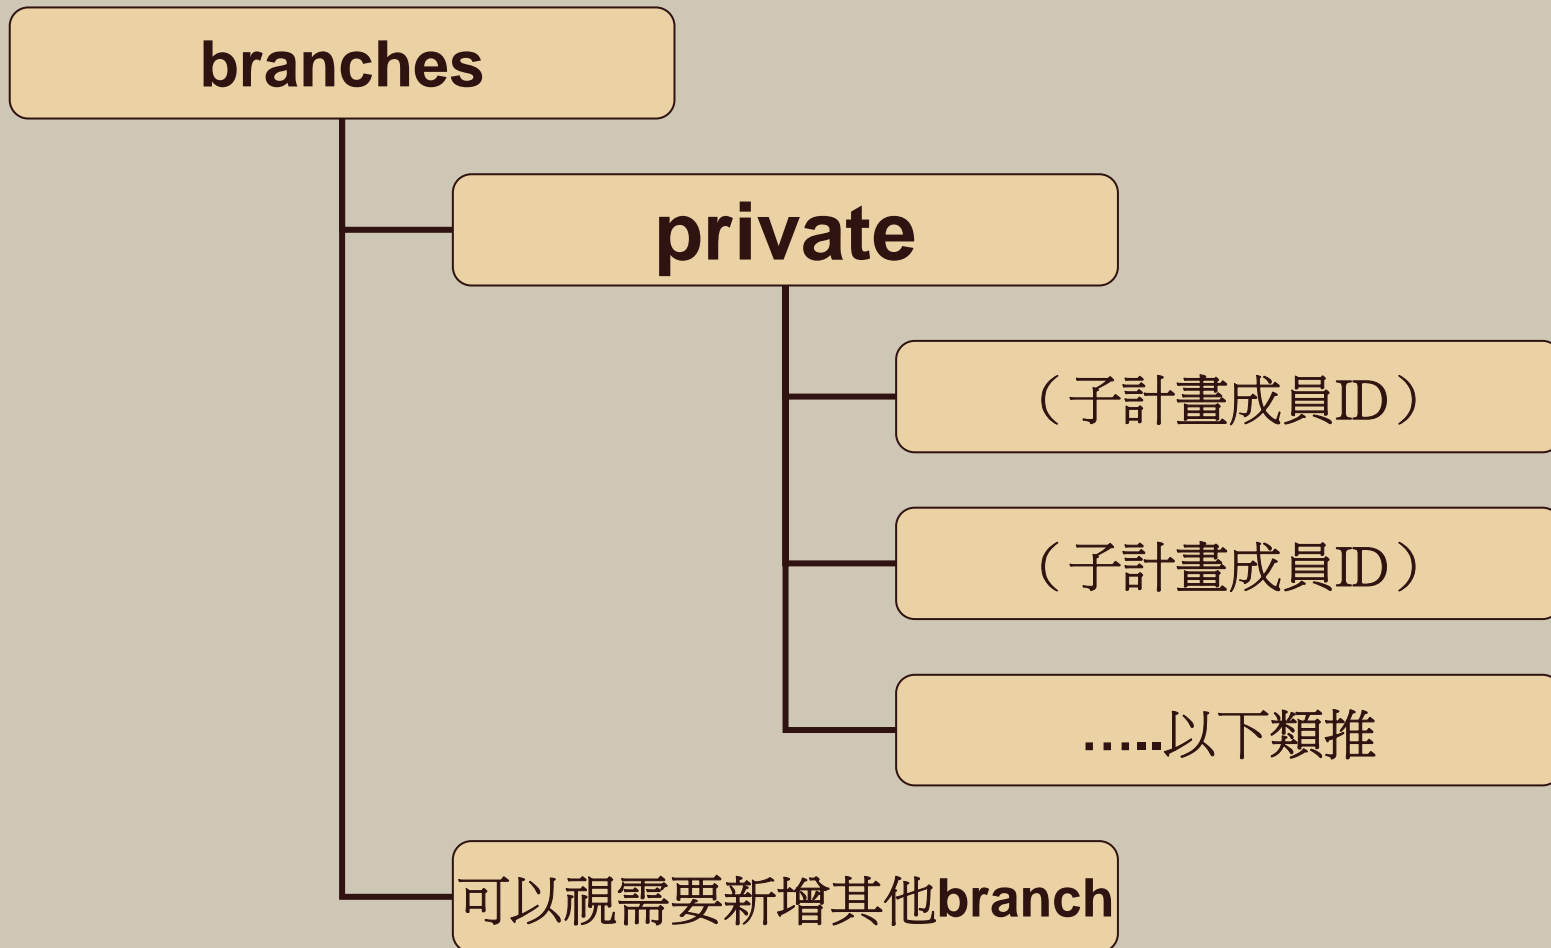 branches
private
（子計畫成員ID）
（子計畫成員ID）
…..以下類推
可以視需要新增其他branch